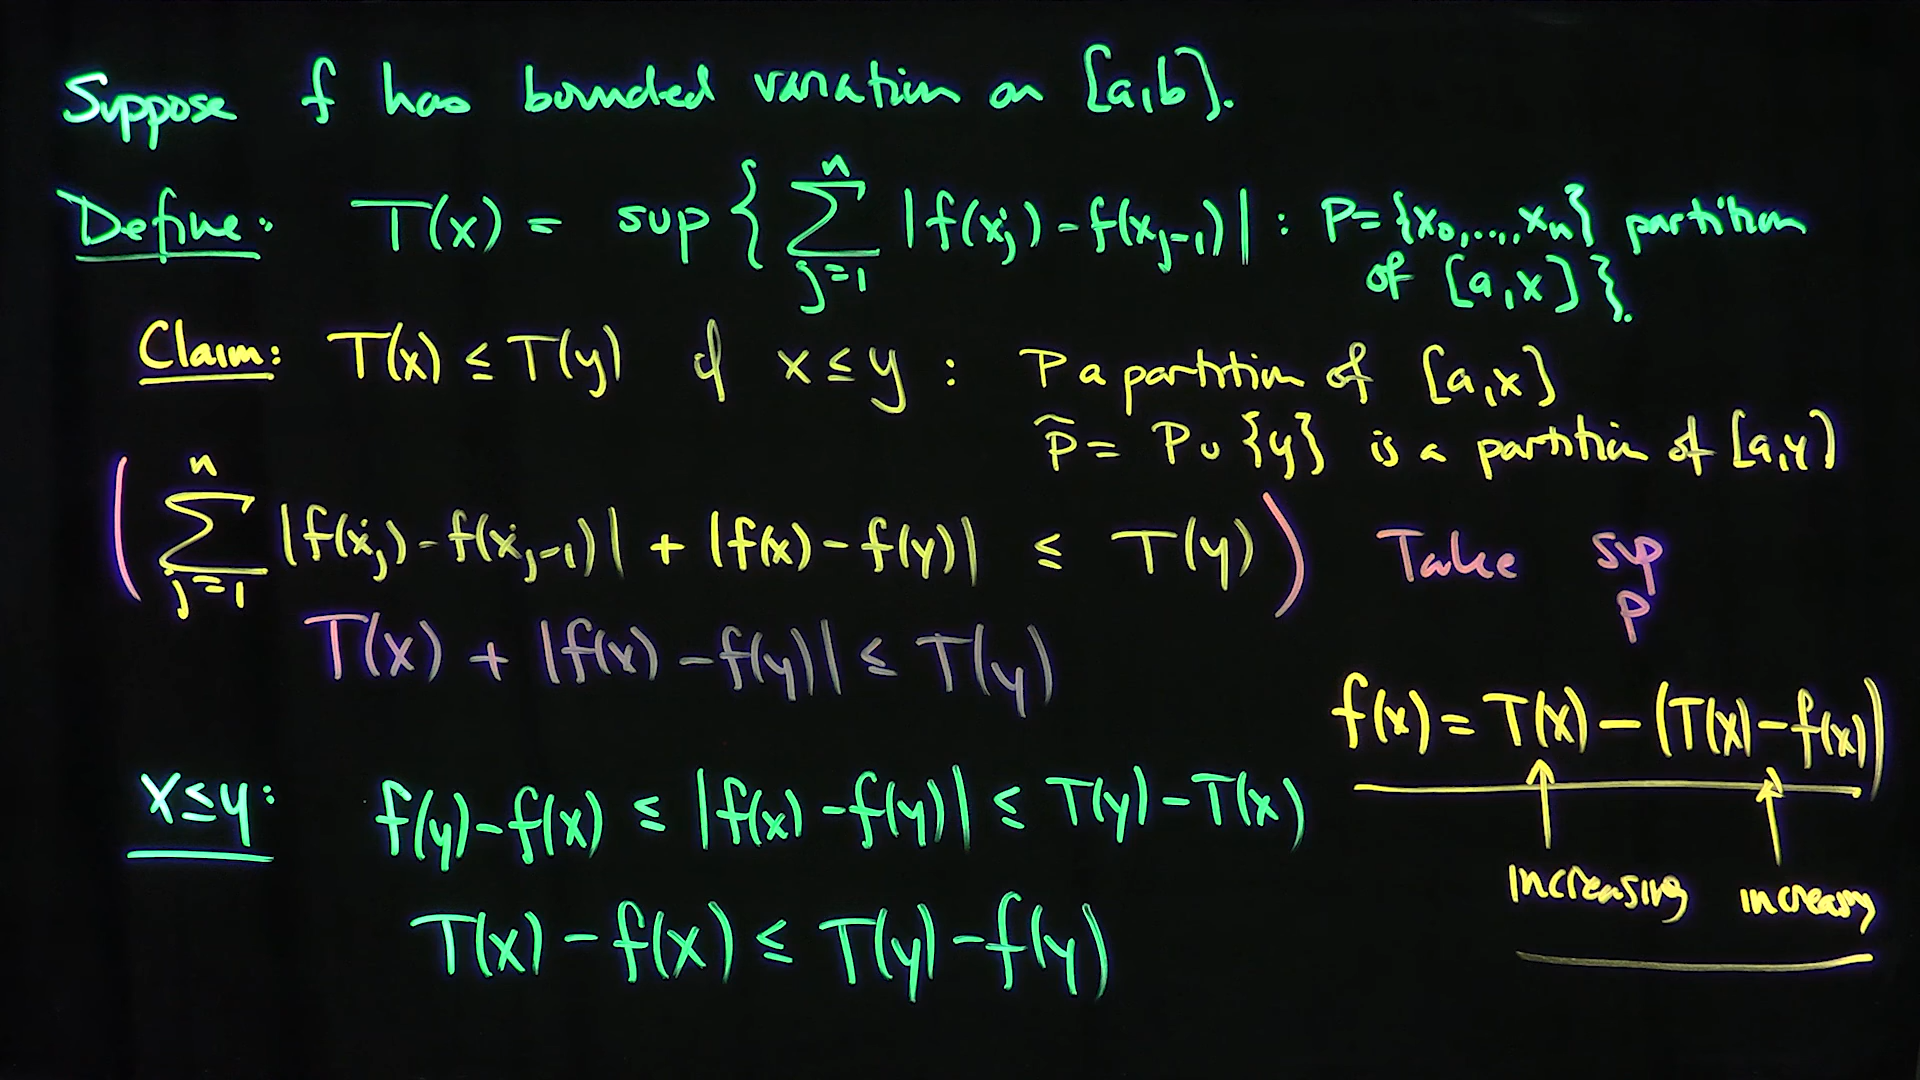 Suppose f has bounded variation on [a,b].
Define: T(x) = sup { ∑_{j=1}^{n} |f(x_j) - f(x_{j-1})| : P = {x_0,...,x_n} partition
of [a,x] }.
Claim: T(x) ≤ T(y) if x ≤ y : P a partition of [a,x]
P̃ = P ∪ {y} is a partition of [a,y]
( ∑_{j=1}^{n} |f(x_j) - f(x_{j-1})| + |f(x) - f(y)| ≤ T(y) ) Take sup
P
T(x) + |f(x) - f(y)| ≤ T(y)
f(x) = T(x) - (T(x) - f(x))
x ≤ y: f(y) - f(x) ≤ |f(x) - f(y)| ≤ T(y) - T(x)
increasing increasing
T(x) - f(x) ≤ T(y) - f(y)